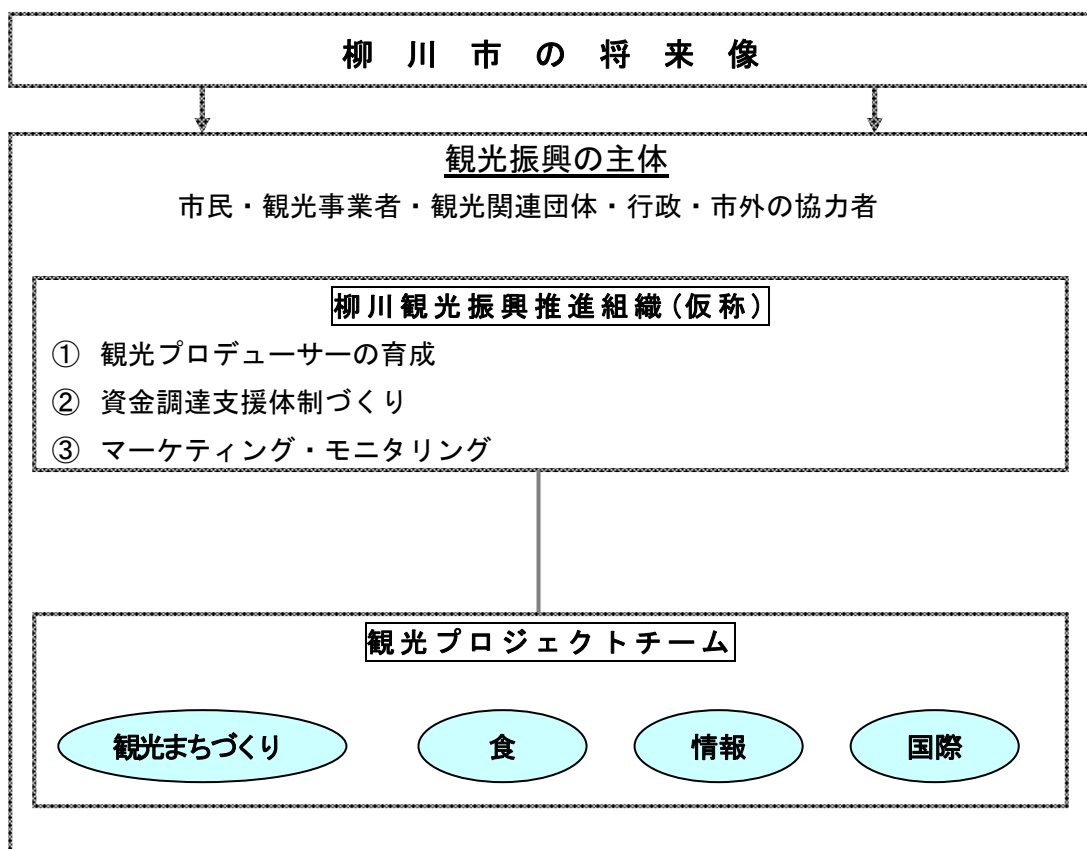 柳川市の将来像
観光振興の主体
市民・観光事業者・観光関連団体・行政・市外の協力者
柳川観光振興推進組織(仮称)
① 観光プロデューサーの育成
② 資金調達支援体制づくり
③ マーケティング・モニタリング
観光プロジェクトチーム
観光まちづくり 食 情報 国際